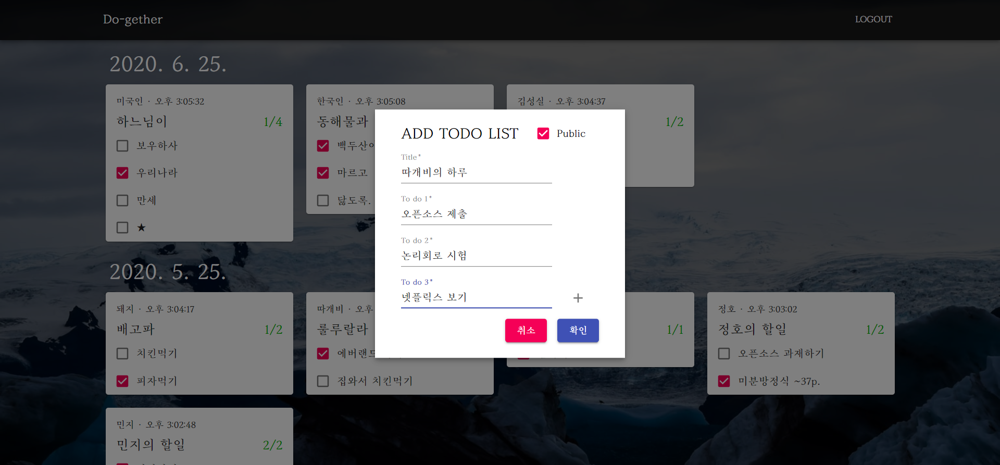 Do-gether
LOGOUT
2020. 6. 25.
미국인 · 오후 3:05:32
하느님이 1/4
보우하사
우리나라
만세
★
한국인 · 오후 3:05:08
동해물과
백두산이
마르고
닳도록.
김성실 · 오후 3:04:37
1/2
ADD TODO LIST
Public
Title*
따개비의 하루
To do 1*
오픈소스 제출
To do 2*
논리회로 시험
To do 3*
넷플릭스 보기
+
취소
확인
2020. 5. 25.
돼지 · 오후 3:04:17
배고파 1/2
치킨먹기
피자먹기
따개비 · 오후
룰루랄라
에버랜드
집와서 치킨먹기
1/1
정호 · 오후 3:03:02
정호의 할일 1/2
오픈소스 과재하기
미분방정식 ~37p.
민지 · 오후 3:02:48
민지의 할일 2/2